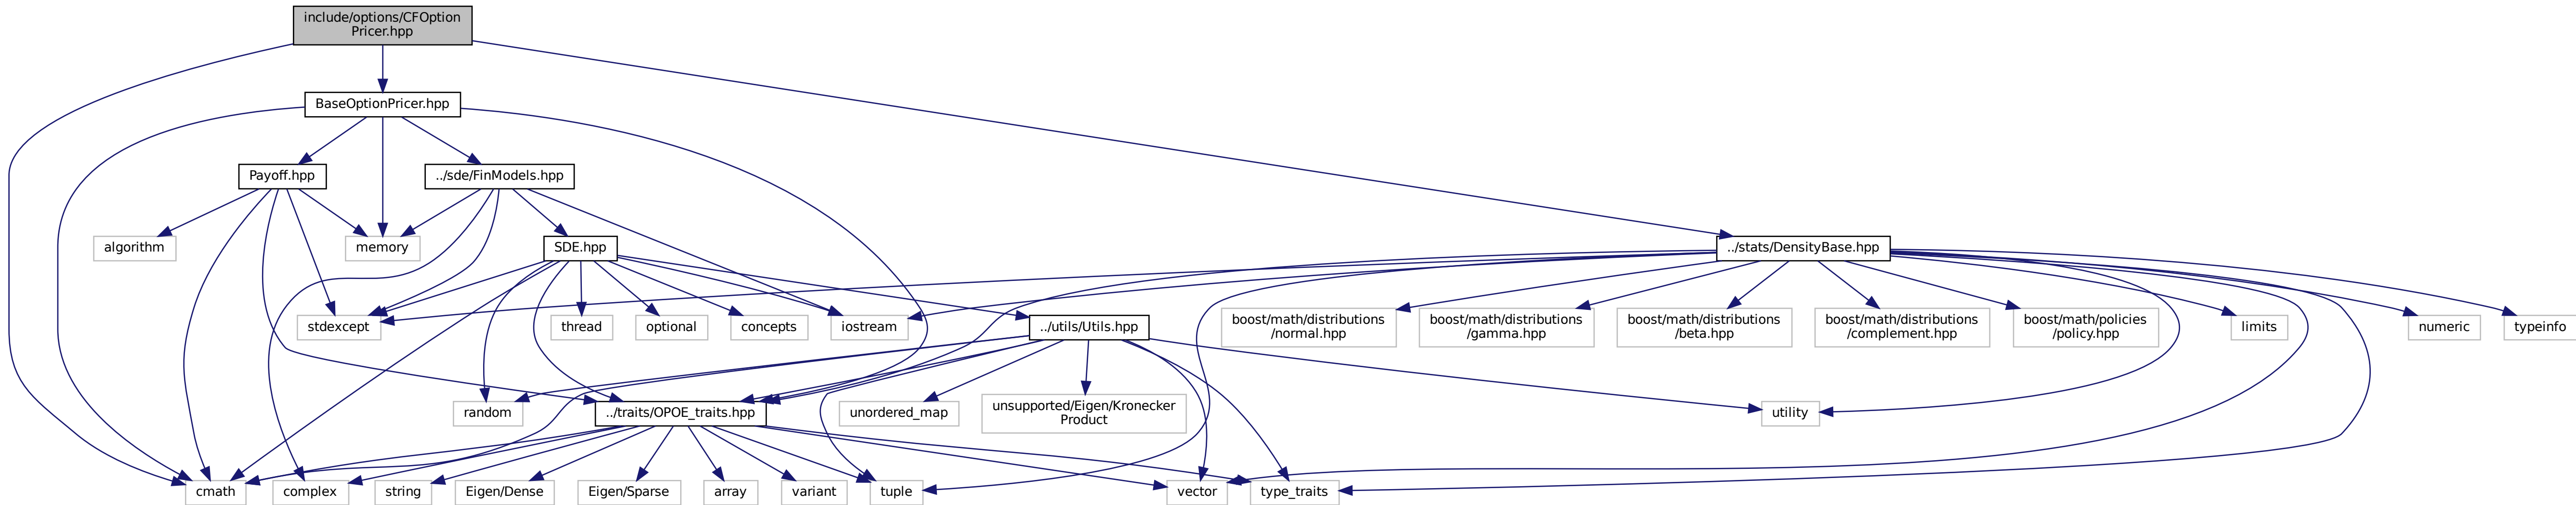 include/options/CFOption
Pricer.hpp
BaseOptionPricer.hpp
Payoff.hpp
../sde/FinModels.hpp
algorithm
memory
SDE.hpp
../stats/DensityBase.hpp
stdexcept
thread
optional
concepts
iostream
../utils/Utils.hpp
boost/math/distributions
/normal.hpp
boost/math/distributions
/gamma.hpp
boost/math/distributions
/beta.hpp
boost/math/distributions
/complement.hpp
boost/math/policies
/policy.hpp
limits
numeric
typeinfo
random
../traits/OPOE_traits.hpp
unordered_map
unsupported/Eigen/Kronecker
Product
utility
cmath
complex
string
Eigen/Dense
Eigen/Sparse
array
variant
tuple
vector
type_traits